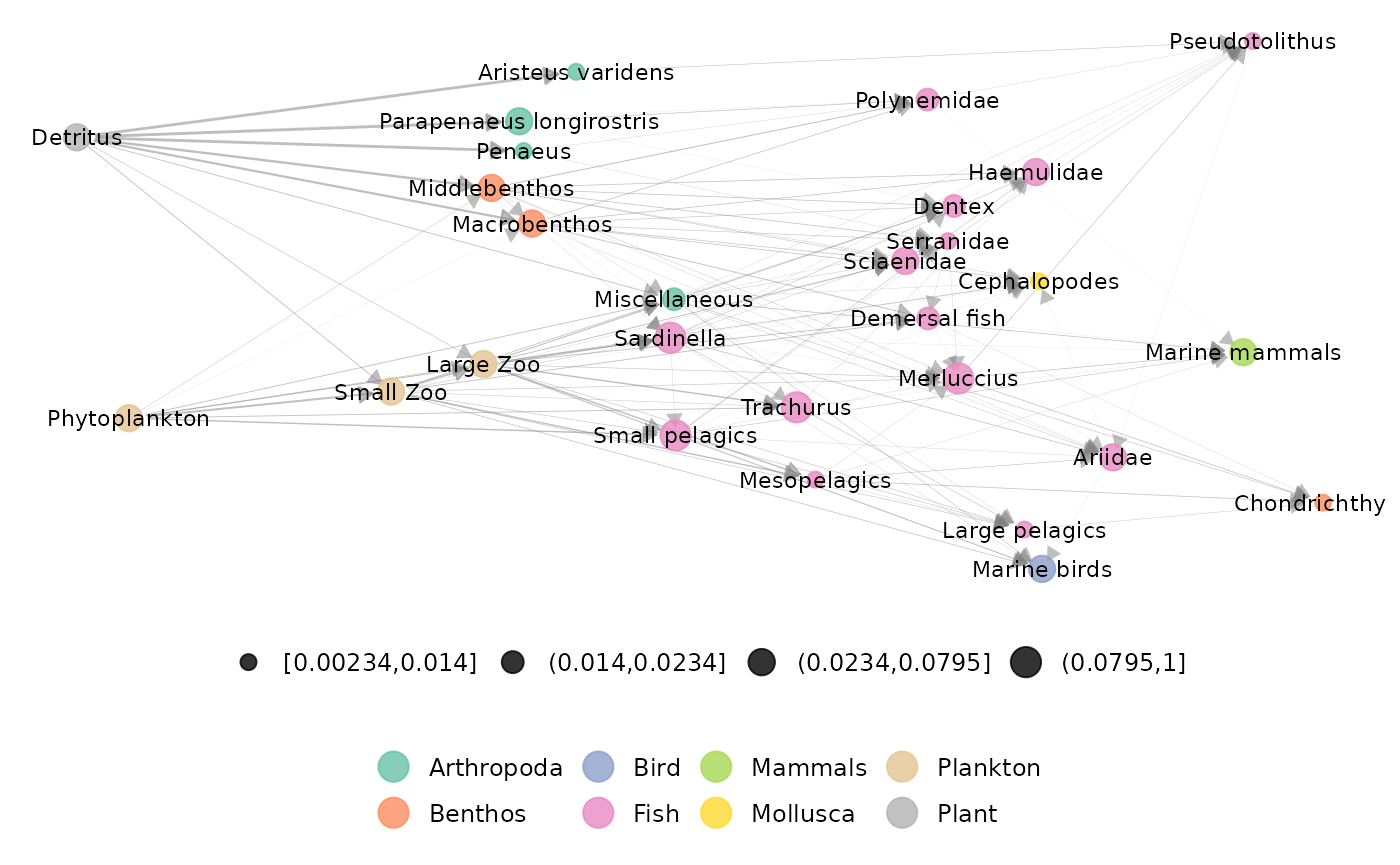 Pseudotolithus
Aristeus varidens
Polynemidae
Parapenaeus longirostris
Detritus
Penaeus
Haemulidae
Middlebenthos
Dentex
Macrobenthos
Serranidae
Sciaenidae
Cephalopodes
Miscellaneous
Demersal fish
Sardinella
Marine mammals
Large Zoo
Merluccius
Small Zoo
Trachurus
Phytoplankton
Small pelagics
Ariidae
Mesopelagics
Chondrichthy
Large pelagics
Marine birds
[0.00234,0.014] (0.014,0.0234] (0.0234,0.0795] (0.0795,1]
Arthropoda Bird Mammals Plankton
Benthos Fish Mollusca Plant